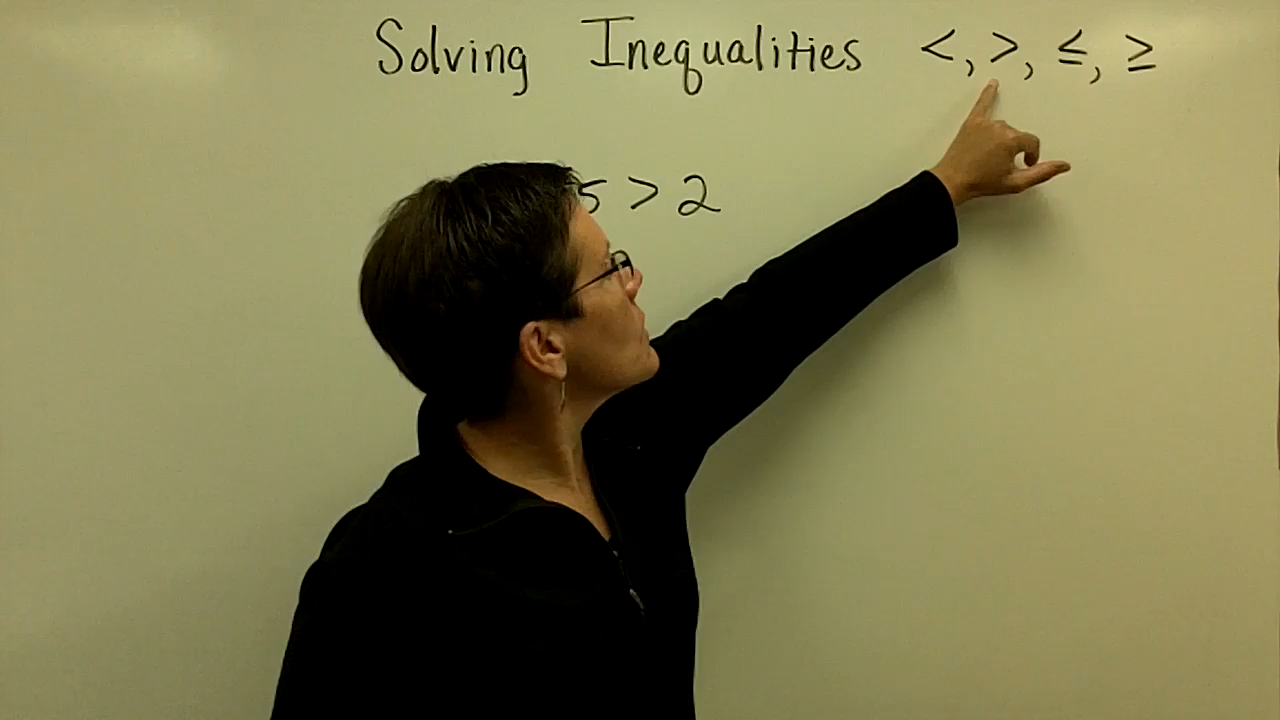 Solving Inequalities <, >, ≤, ≥
5 > 2